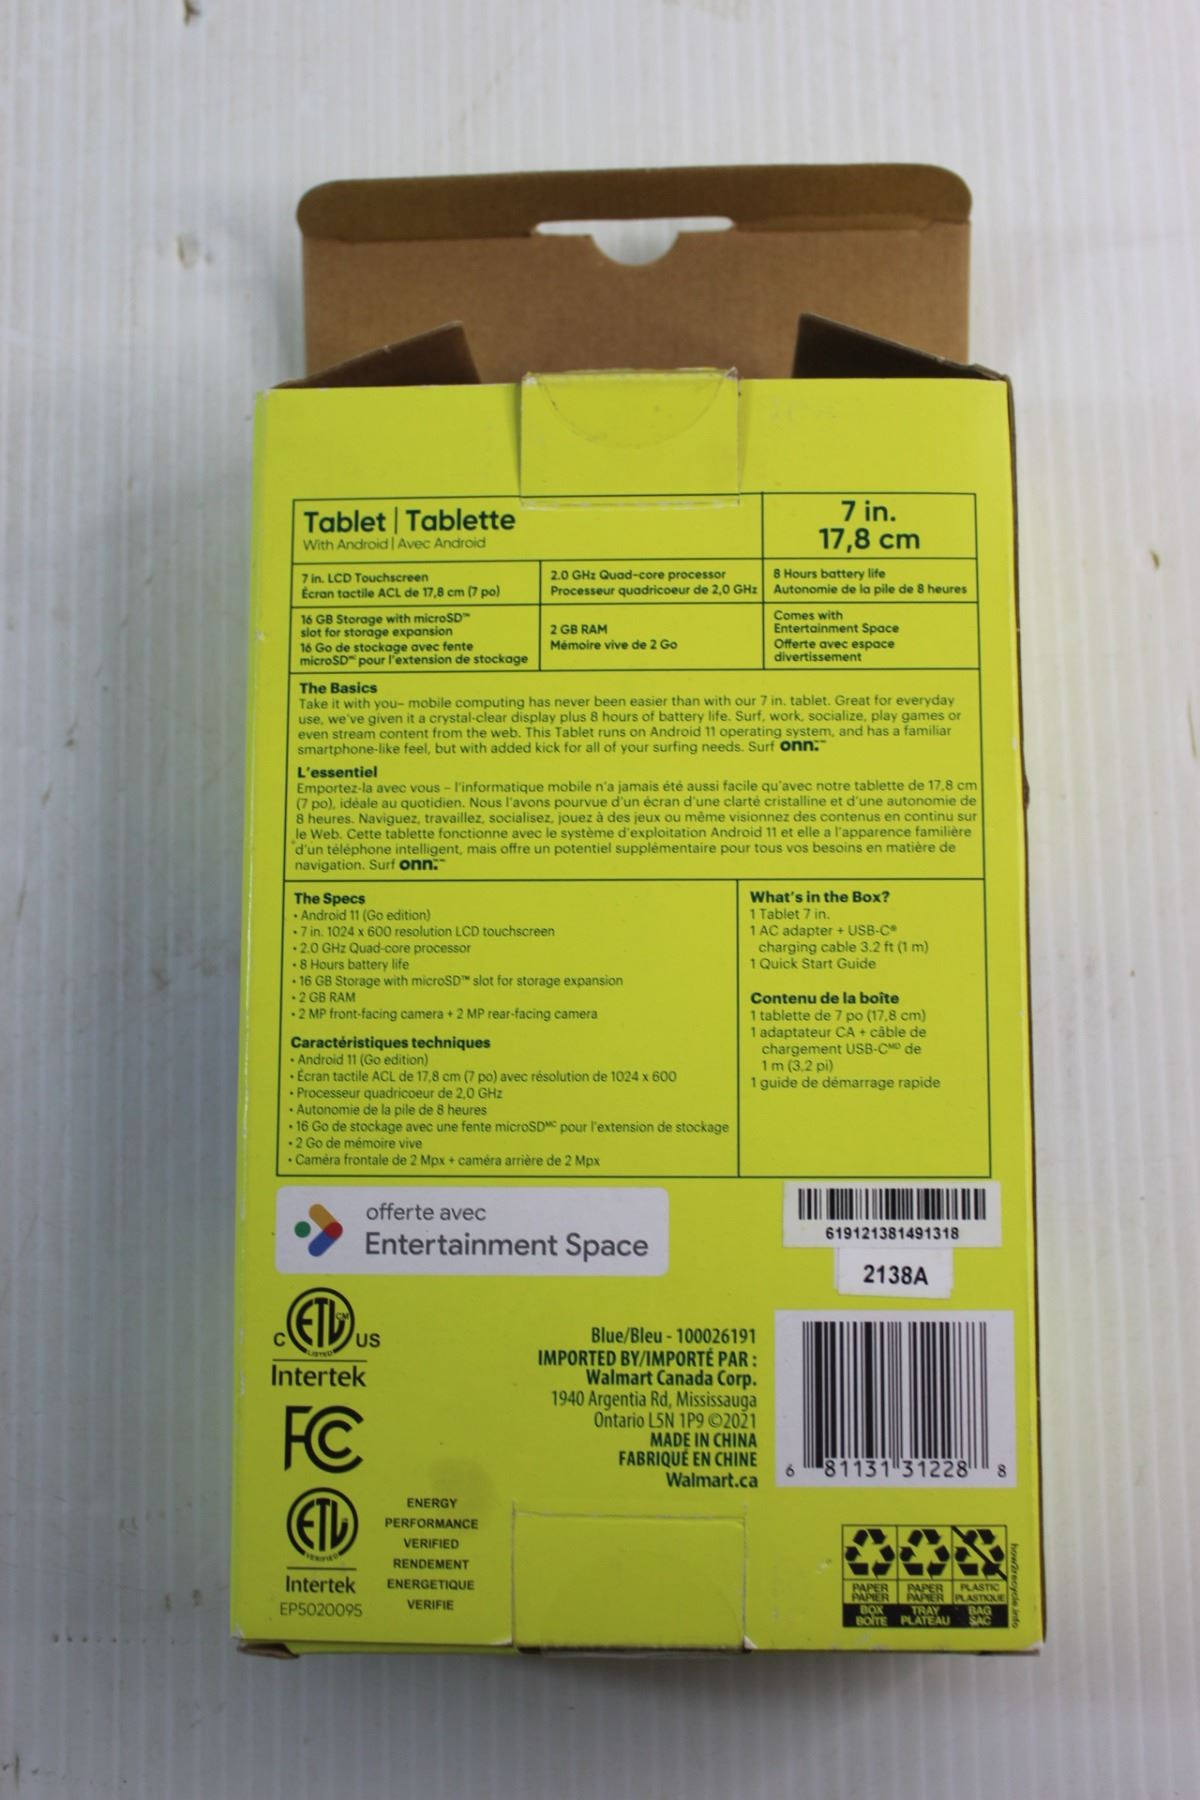 Tablet | Tablette
With Android | Avec Android
7 in.
17,8 cm
7 in. LCD Touchscreen
Écran tactile ACL de 17,8 cm (7 po)
2.0 GHz Quad-core processor
Processeur quadricoeur de 2,0 GHz
8 Hours battery life
Autonomie de la pile de 8 heures
16 GB Storage with microSD™
slot for storage expansion
16 Go de stockage avec fente
microSDᴹᶜ pour l'extension de stockage
2 GB RAM
Mémoire vive de 2 Go
Comes with
Entertainment Space
Offerte avec espace
divertissement
The Basics
Take it with you– mobile computing has never been easier than with our 7 in. tablet. Great for everyday
use, we've given it a crystal-clear display plus 8 hours of battery life. Surf, work, socialize, play games or
even stream content from the web. This Tablet runs on Android 11 operating system, and has a familiar
smartphone-like feel, but with added kick for all of your surfing needs. Surf onn.
L'essentiel
Emportez-la avec vous – l'informatique mobile n'a jamais été aussi facile qu'avec notre tablette de 17,8 cm
(7 po), idéale au quotidien. Nous l'avons pourvue d'un écran d'une clarté cristalline et d'une autonomie de
8 heures. Naviguez, travaillez, socialisez, jouez à des jeux ou même visionnez des contenus en continu sur
le Web. Cette tablette fonctionne avec le système d'exploitation Android 11 et elle a l'apparence familière
d'un téléphone intelligent, mais offre un potentiel supplémentaire pour tous vos besoins en matière de
navigation. Surf onn.
The Specs
• Android 11 (Go edition)
• 7 in. 1024 x 600 resolution LCD touchscreen
• 2.0 GHz Quad-core processor
• 8 Hours battery life
• 16 GB Storage with microSD™ slot for storage expansion
• 2 GB RAM
• 2 MP front-facing camera + 2 MP rear-facing camera
Caractéristiques techniques
• Android 11 (Go edition)
• Écran tactile ACL de 17,8 cm (7 po) avec résolution de 1024 x 600
• Processeur quadricoeur de 2,0 GHz
• Autonomie de la pile de 8 heures
• 16 Go de stockage avec une fente microSDᴹᶜ pour l'extension de stockage
• 2 Go de mémoire vive
• Caméra frontale de 2 Mpx + caméra arrière de 2 Mpx
What's in the Box?
1 Tablet 7 in.
1 AC adapter + USB-C®
charging cable 3.2 ft (1 m)
1 Quick Start Guide
Contenu de la boîte
1 tablette de 7 po (17,8 cm)
1 adaptateur CA + câble de
chargement USB-Cᴹᴰ de
1 m (3,2 pi)
1 guide de démarrage rapide
offerte avec
Entertainment Space
619121381491318
2138A
C ETL CM US
LISTED
Intertek
FC
ETL
VERIFIED
Intertek
EP5020095
ENERGY
PERFORMANCE
VERIFIED
RENDEMENT
ENERGETIQUE
VERIFIE
Blue/Bleu - 100026191
IMPORTED BY/IMPORTÉ PAR :
Walmart Canada Corp.
1940 Argentia Rd, Mississauga
Ontario L5N 1P9 ©2021
MADE IN CHINA
FABRIQUÉ EN CHINE
Walmart.ca
6 81131 31228 8
PAPER
PAPIER
BOX
BOÎTE
PAPER
PAPIER
TRAY
PLATEAU
PLASTIC
PLASTIQUE
BAG
SAC
how2recycle.info